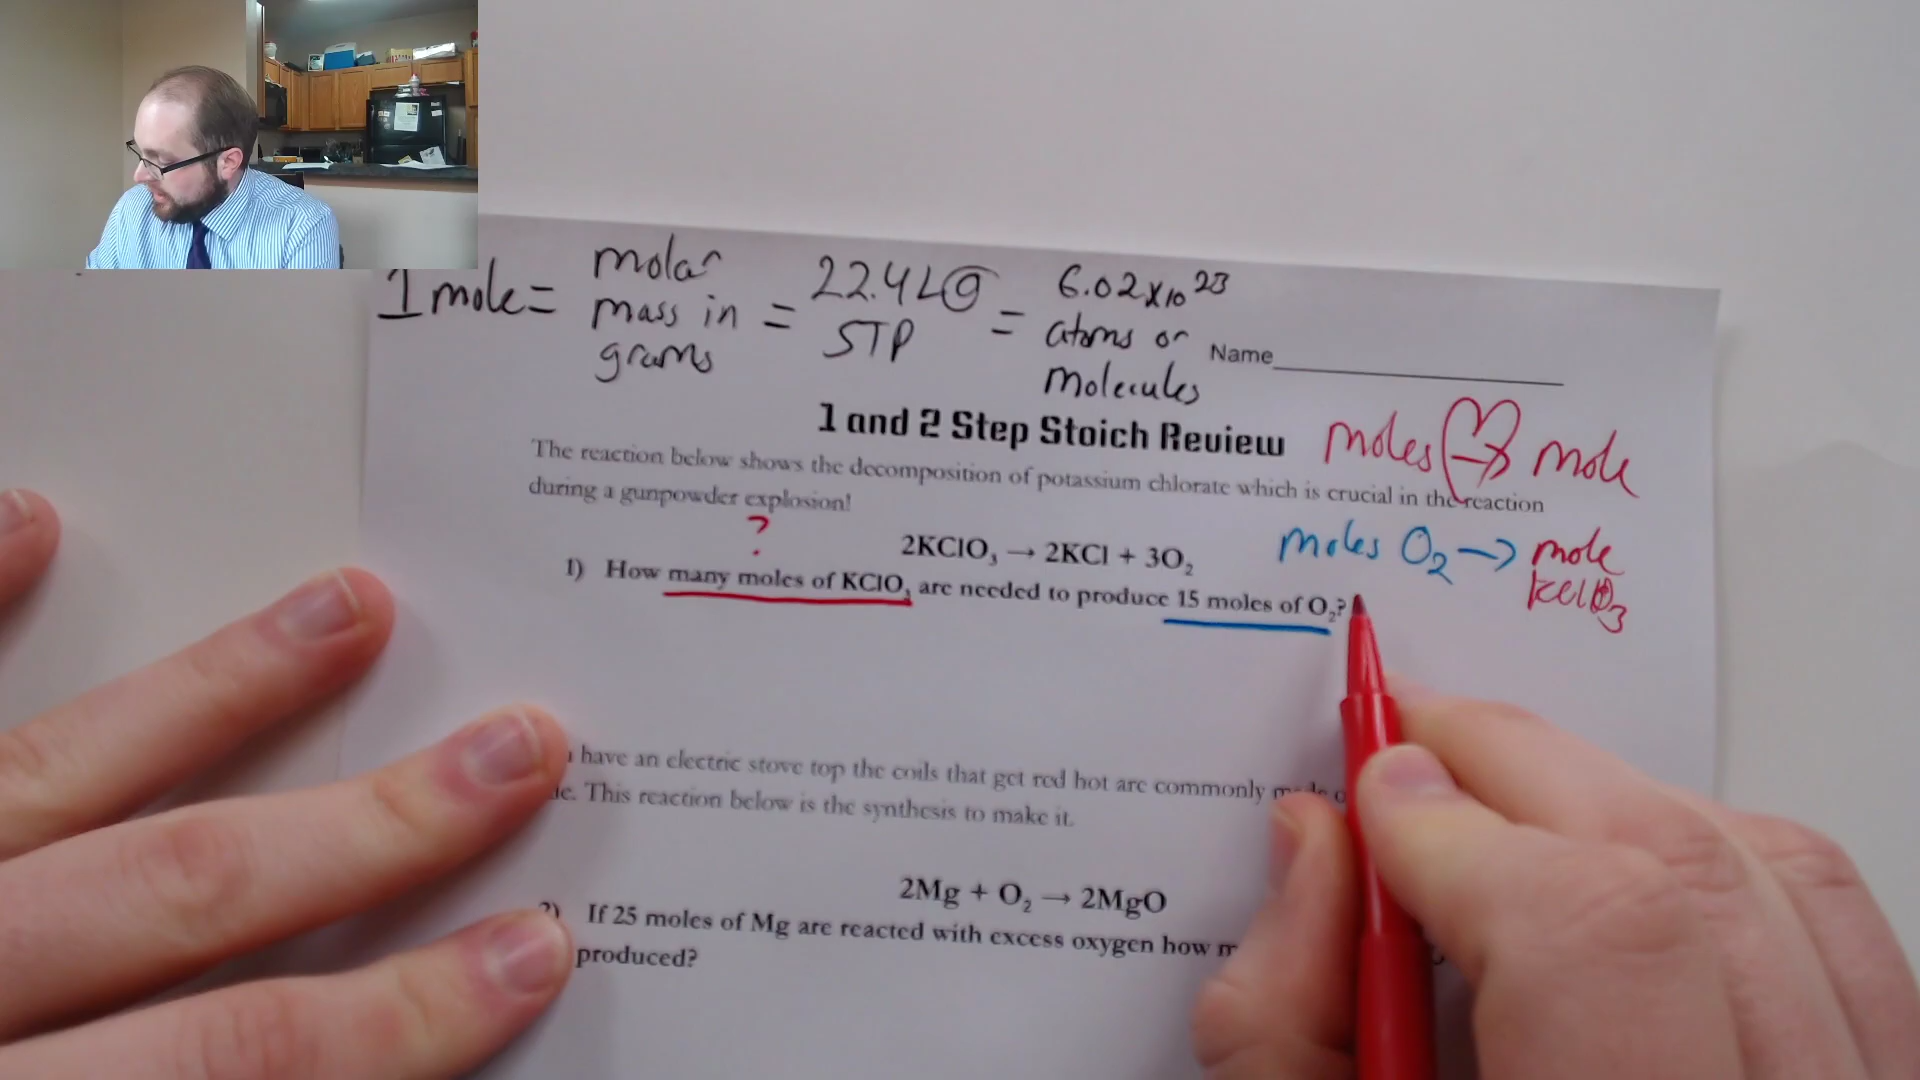 1 mole = molar mass in grams = 22.4L @ STP = 6.02x10^23 atoms or molecules
Name
1 and 2 Step Stoich Review
moles → mole
The reaction below shows the decomposition of potassium chlorate which is crucial in the reaction
during a gunpowder explosion!
?
2KClO₃ → 2KCl + 3O₂
moles O₂ → mole
1) How many moles of KClO₃ are needed to produce 15 moles of O₂?
have an electric stove top the coils that get red hot are commonly
This reaction below is the synthesis to make it.
2Mg + O₂ → 2MgO
2) If 25 moles of Mg are reacted with excess oxygen how
produced?